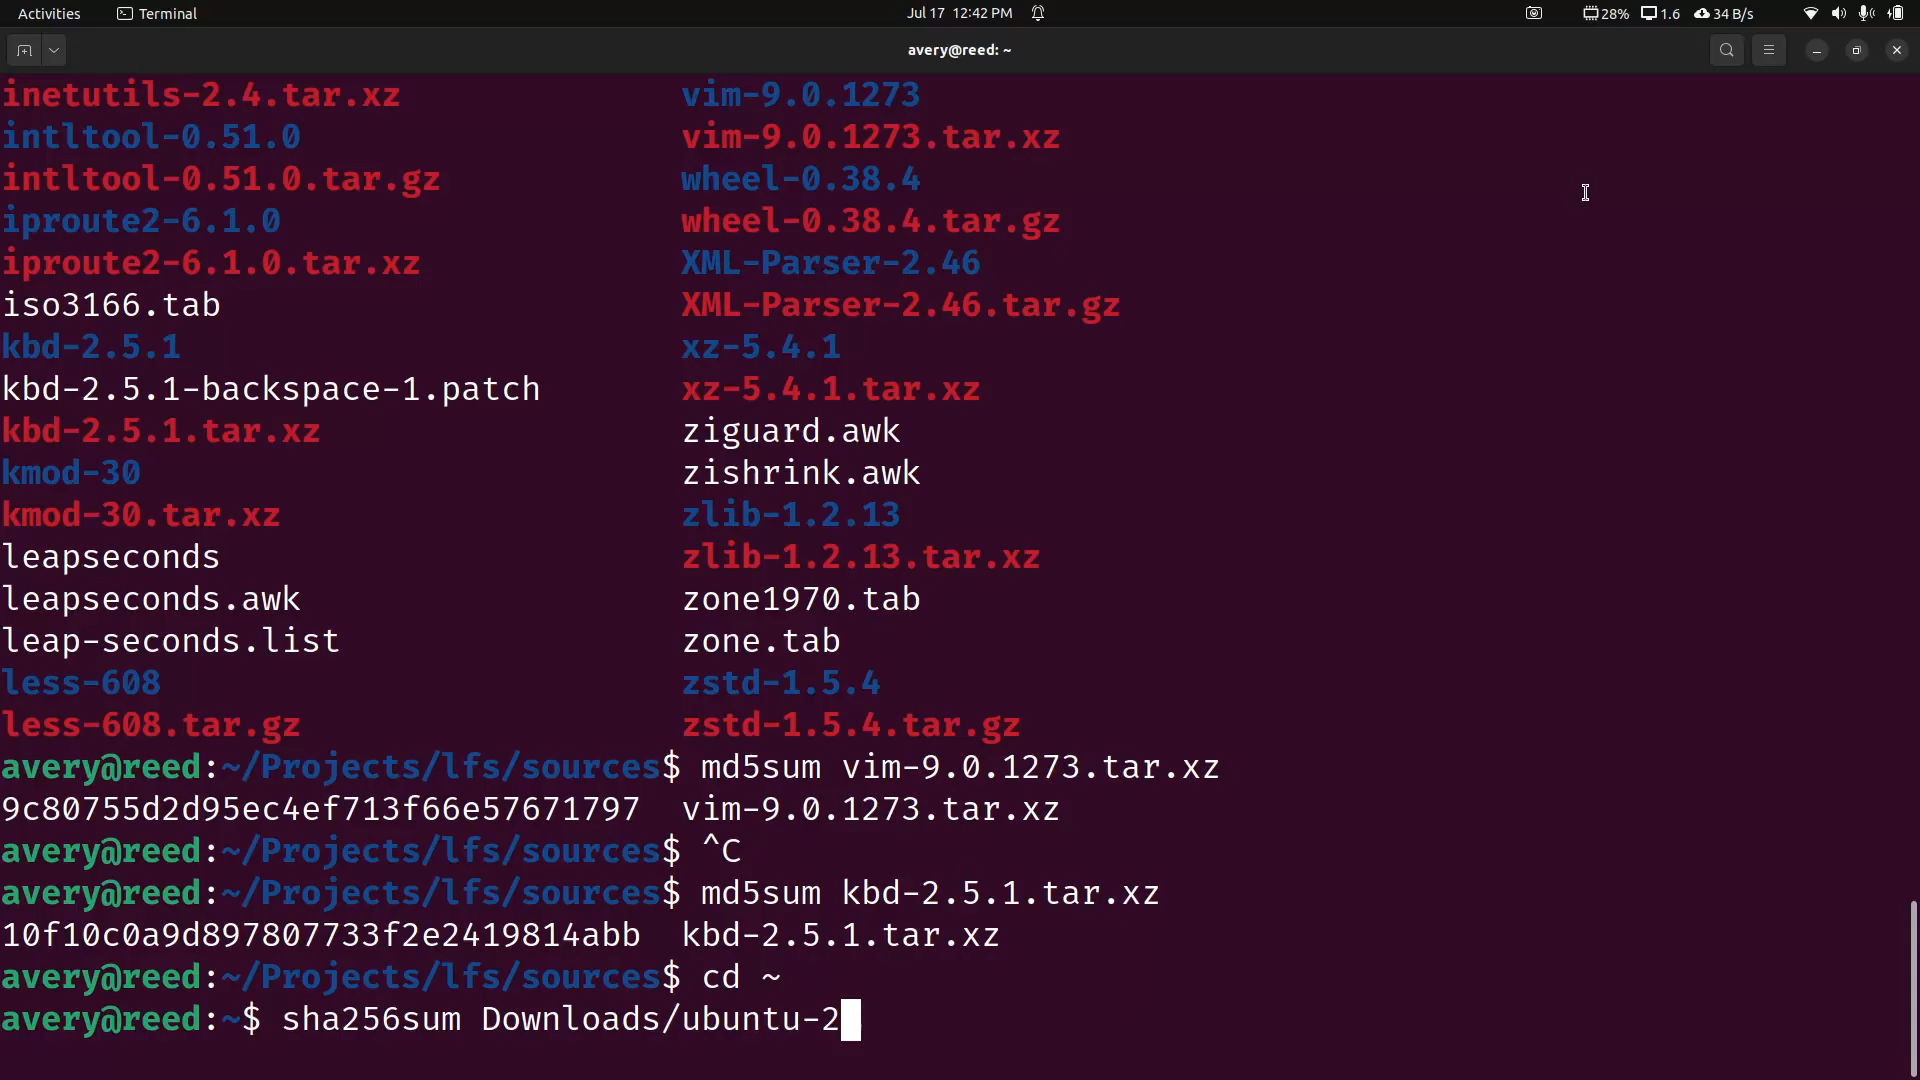 Activities Terminal Jul 17 12:42 PM 28% 1.6 34 B/s
avery@reed: ~
inetutils-2.4.tar.xz vim-9.0.1273
intltool-0.51.0 vim-9.0.1273.tar.xz
intltool-0.51.0.tar.gz wheel-0.38.4
iproute2-6.1.0 wheel-0.38.4.tar.gz
iproute2-6.1.0.tar.xz XML-Parser-2.46
iso3166.tab XML-Parser-2.46.tar.gz
kbd-2.5.1 xz-5.4.1
kbd-2.5.1-backspace-1.patch xz-5.4.1.tar.xz
kbd-2.5.1.tar.xz ziguard.awk
kmod-30 zishrink.awk
kmod-30.tar.xz zlib-1.2.13
leapseconds zlib-1.2.13.tar.xz
leapseconds.awk zone1970.tab
leap-seconds.list zone.tab
less-608 zstd-1.5.4
less-608.tar.gz zstd-1.5.4.tar.gz
avery@reed:~/Projects/lfs/sources$ md5sum vim-9.0.1273.tar.xz
9c80755d2d95ec4ef713f66e57671797 vim-9.0.1273.tar.xz
avery@reed:~/Projects/lfs/sources$ ^C
avery@reed:~/Projects/lfs/sources$ md5sum kbd-2.5.1.tar.xz
10f10c0a9d897807733f2e2419814abb kbd-2.5.1.tar.xz
avery@reed:~/Projects/lfs/sources$ cd ~
avery@reed:~$ sha256sum Downloads/ubuntu-2